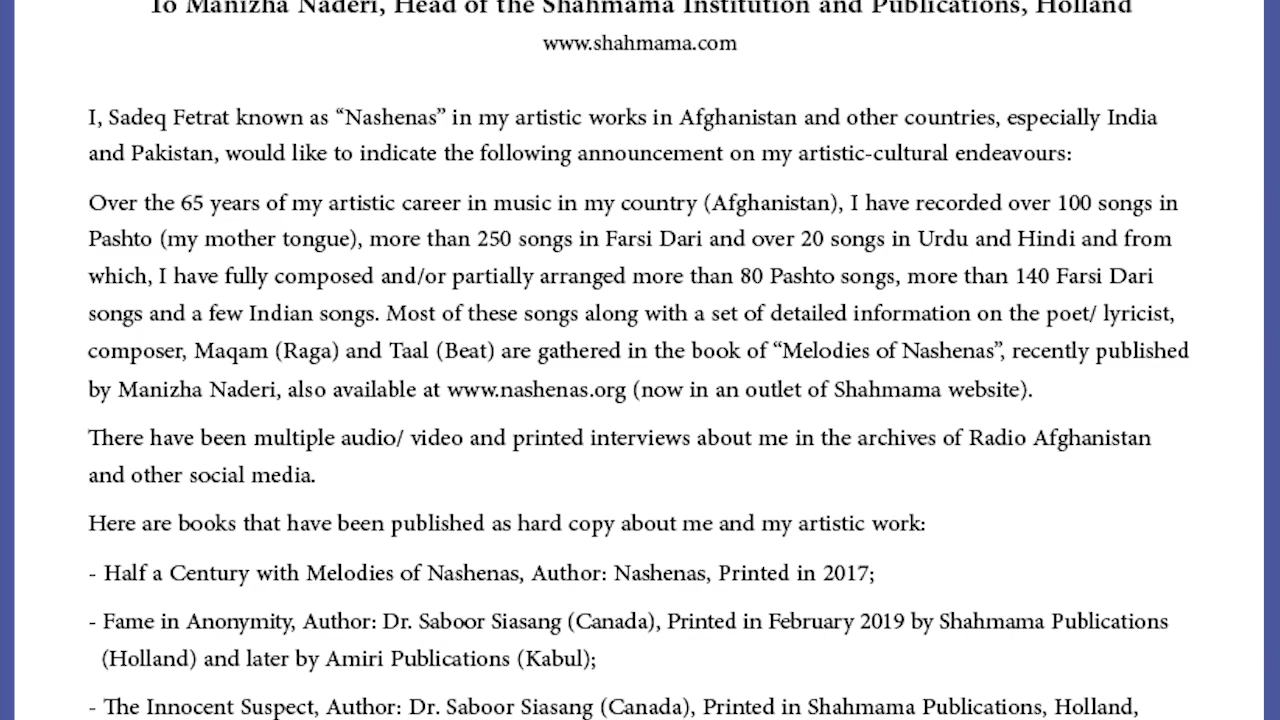 To Manizha Naderi, Head of the Shahmama Institution and Publications, Holland
www.shahmama.com
I, Sadeq Fetrat known as “Nashenas” in my artistic works in Afghanistan and other countries, especially India
and Pakistan, would like to indicate the following announcement on my artistic-cultural endeavours:
Over the 65 years of my artistic career in music in my country (Afghanistan), I have recorded over 100 songs in
Pashto (my mother tongue), more than 250 songs in Farsi Dari and over 20 songs in Urdu and Hindi and from
which, I have fully composed and/or partially arranged more than 80 Pashto songs, more than 140 Farsi Dari
songs and a few Indian songs. Most of these songs along with a set of detailed information on the poet/ lyricist,
composer, Maqam (Raga) and Taal (Beat) are gathered in the book of “Melodies of Nashenas”, recently published
by Manizha Naderi, also available at www.nashenas.org (now in an outlet of Shahmama website).
There have been multiple audio/ video and printed interviews about me in the archives of Radio Afghanistan
and other social media.
Here are books that have been published as hard copy about me and my artistic work:
- Half a Century with Melodies of Nashenas, Author: Nashenas, Printed in 2017;
- Fame in Anonymity, Author: Dr. Saboor Siasang (Canada), Printed in February 2019 by Shahmama Publications
(Holland) and later by Amiri Publications (Kabul);
- The Innocent Suspect, Author: Dr. Saboor Siasang (Canada), Printed in Shahmama Publications, Holland,